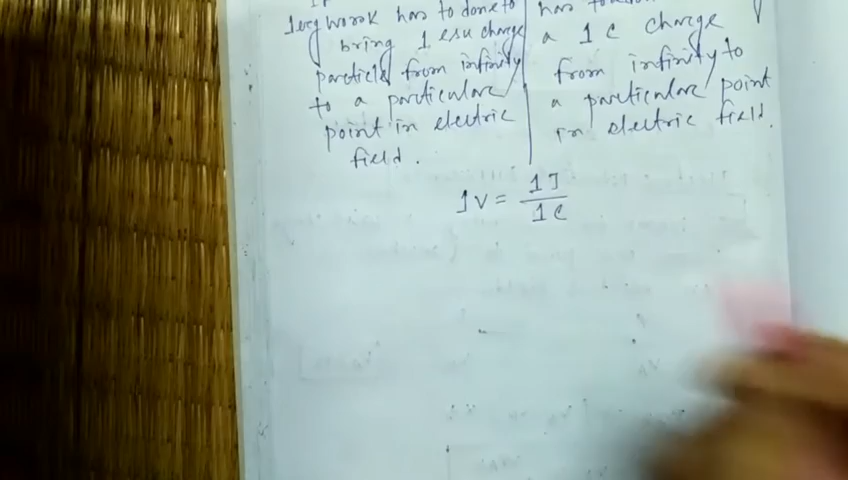 1erg work has to done to
bring 1 esu charge
particle from infinity
to a particular
point in electric
field.
has
a 1 C charge
from infinity to
a particular point
in electric field.
1V = 1J / 1C